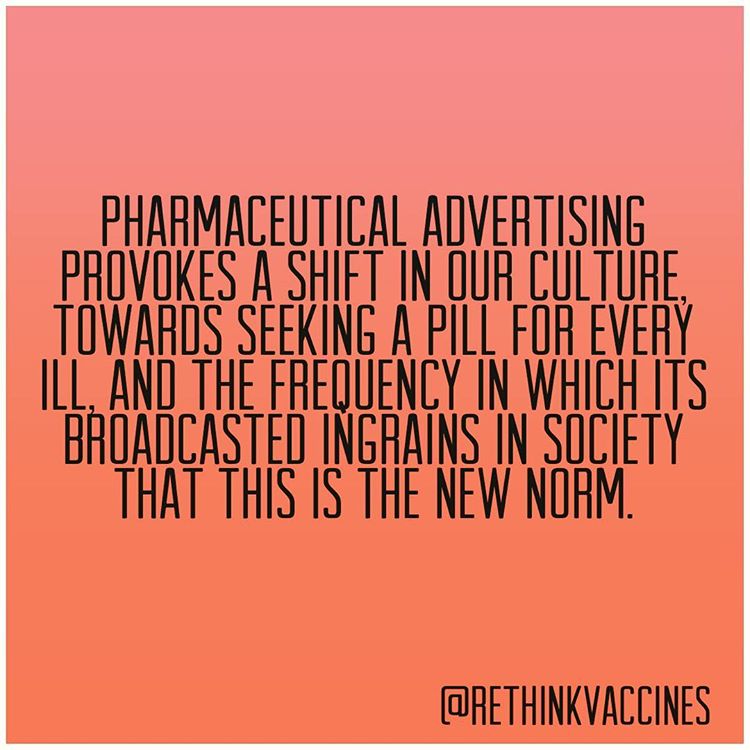 PHARMACEUTICAL ADVERTISING
PROVOKES A SHIFT IN OUR CULTURE,
TOWARDS SEEKING A PILL FOR EVERY
ILL, AND THE FREQUENCY IN WHICH ITS
BROADCASTED INGRAINS IN SOCIETY
THAT THIS IS THE NEW NORM.
@RETHINKVACCINES